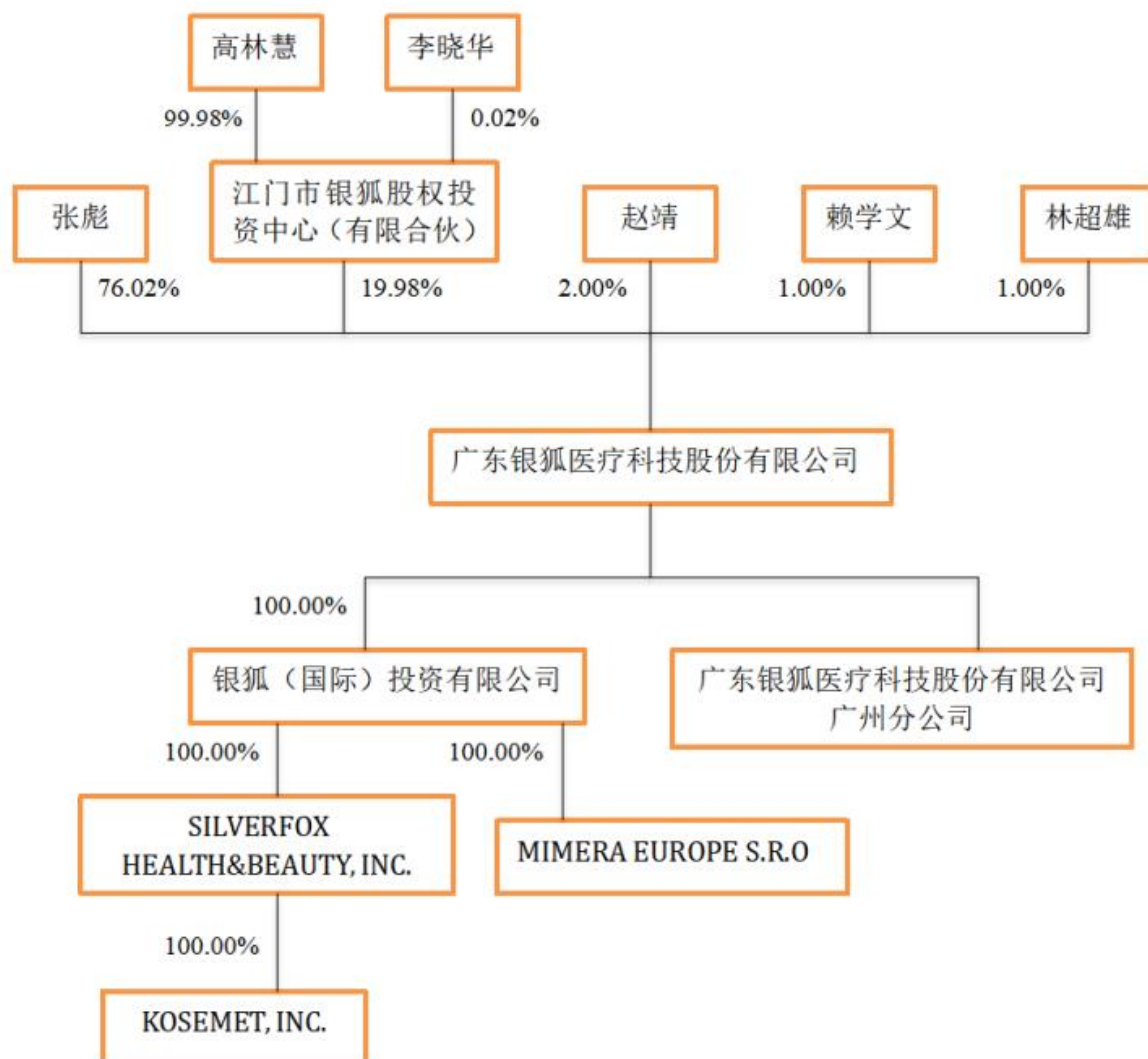 高林慧
李晓华
99.98%
0.02%
张彪
江门市银狐股权投
资中心（有限合伙）
赵靖
赖学文
林超雄
76.02%
19.98%
2.00%
1.00%
1.00%
广东银狐医疗科技股份有限公司
100.00%
银狐（国际）投资有限公司
广东银狐医疗科技股份有限公司
广州分公司
100.00%
100.00%
SILVERFOX
HEALTH&BEAUTY, INC.
MIMERA EUROPE S.R.O
100.00%
KOSEMET, INC.